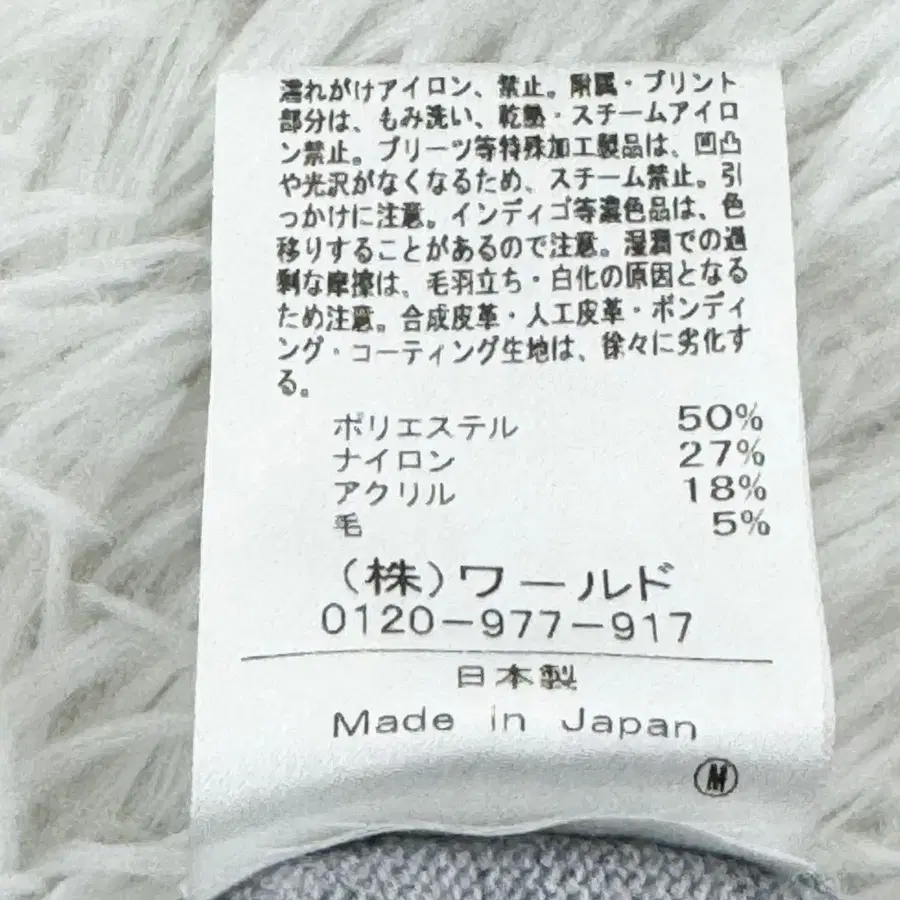 濡れがけアイロン、禁止。附属・プリント
部分は、もみ洗い、乾熱・スチームアイロ
ン禁止。プリーツ等特殊加工製品は、凹凸
や光沢がなくなるため、スチーム禁止。引
っかけに注意。インディゴ等濃色品は、色
移りすることがあるので注意。湿潤での過
剰な摩擦は、毛羽立ち・白化の原因となる
ため注意。合成皮革・人工皮革・ボンディ
ング・コーティング生地は、徐々に劣化す
る。
ポリエステル 50%
ナイロン 27%
アクリル 18%
毛 5%
(株)ワールド
0120-977-917
日本製
Made in Japan
M